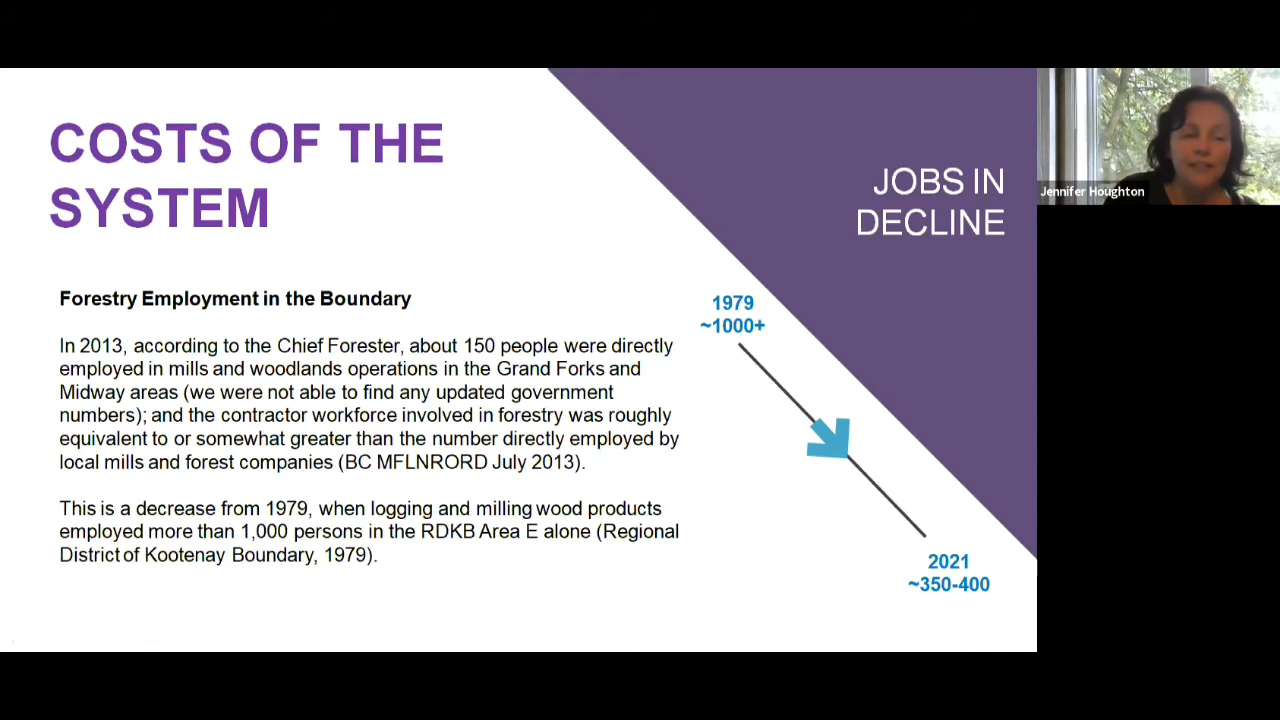 COSTS OF THE
SYSTEM
JOBS IN
DECLINE
Jennifer Houghton
Forestry Employment in the Boundary
In 2013, according to the Chief Forester, about 150 people were directly
employed in mills and woodlands operations in the Grand Forks and
Midway areas (we were not able to find any updated government
numbers); and the contractor workforce involved in forestry was roughly
equivalent to or somewhat greater than the number directly employed by
local mills and forest companies (BC MFLNRORD July 2013).
This is a decrease from 1979, when logging and milling wood products
employed more than 1,000 persons in the RDKB Area E alone (Regional
District of Kootenay Boundary, 1979).
1979
~1000+
2021
~350-400